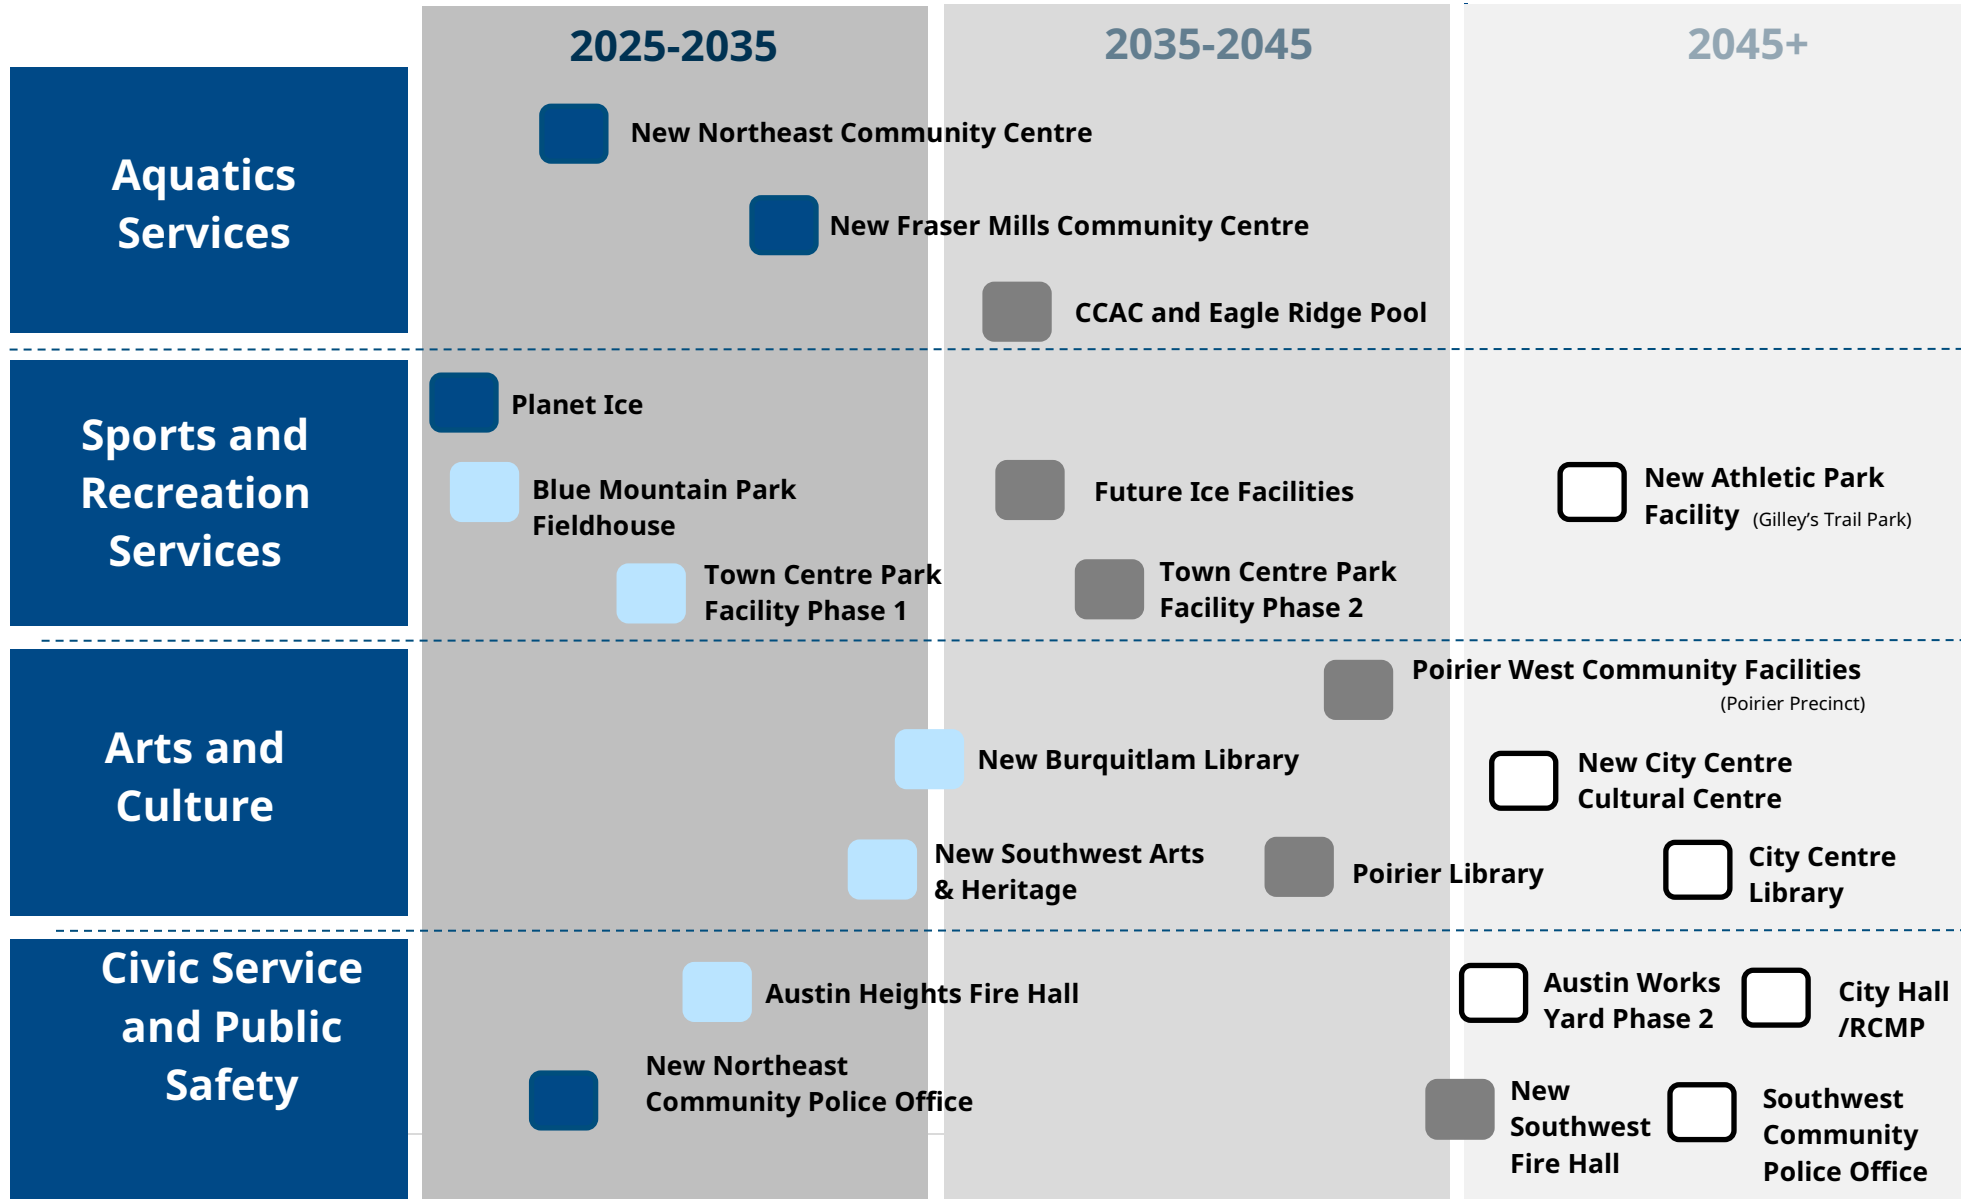 2025-2035
2035-2045
2045+
Aquatics
Services
New Northeast Community Centre
New Fraser Mills Community Centre
CCAC and Eagle Ridge Pool
Sports and
Recreation
Services
Planet Ice
Blue Mountain Park
Fieldhouse
Town Centre Park
Facility Phase 1
Future Ice Facilities
Town Centre Park
Facility Phase 2
New Athletic Park
Facility (Gilley’s Trail Park)
Arts and
Culture
Poirier West Community Facilities
(Poirier Precinct)
New Burquitlam Library
New City Centre
Cultural Centre
New Southwest Arts
& Heritage
Poirier Library
City Centre
Library
Civic Service
and Public
Safety
Austin Heights Fire Hall
New Northeast
Community Police Office
Austin Works
Yard Phase 2
City Hall
/RCMP
New
Southwest
Fire Hall
Southwest
Community
Police Office